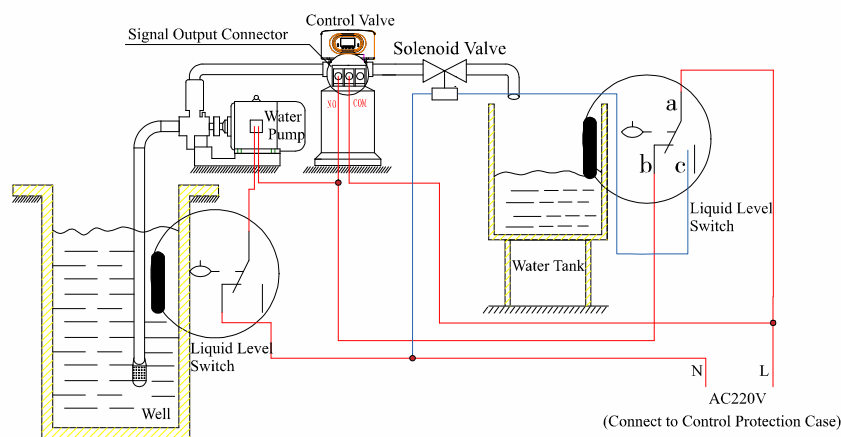 Control Valve
Signal Output Connector
Solenoid Valve
NO
COM
Water
Pump
a
b
c
Liquid Level
Switch
Water Tank
Liquid Level
Switch
Well
N
L
AC220V
(Connect to Control Protection Case)